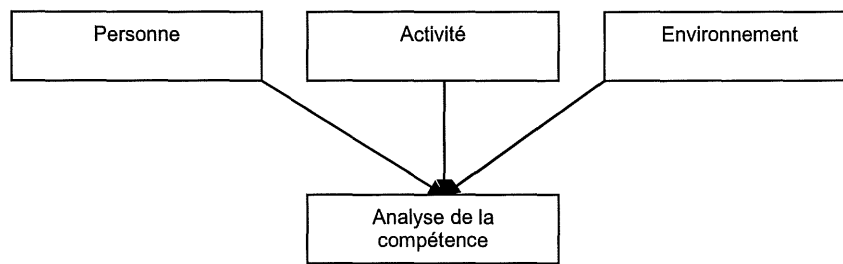 Personne
Activité
Environnement
Analyse de la
compétence